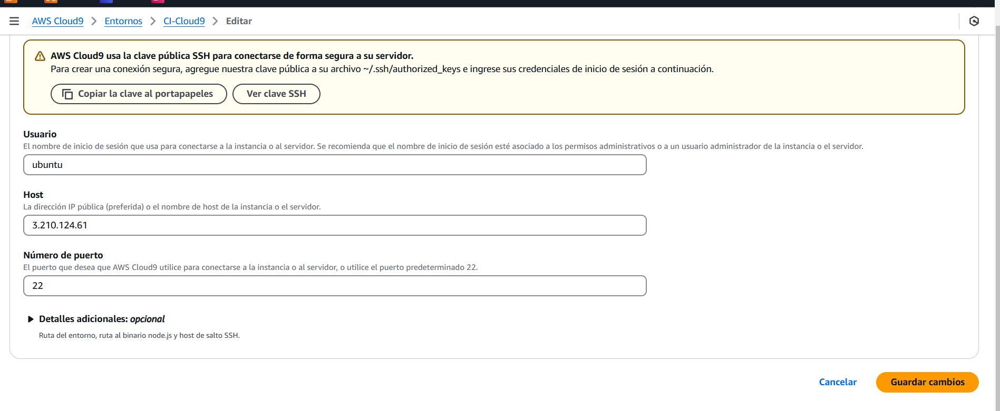 AWS Cloud9 > Entornos > CI-Cloud9 > Editar
AWS Cloud9 usa la clave pública SSH para conectarse de forma segura a su servidor.
Para crear una conexión segura, agregue nuestra clave pública a su archivo ~/.ssh/authorized_keys e ingrese sus credenciales de inicio de sesión a continuación.
Copiar la clave al portapapeles Ver clave SSH
Usuario
El nombre de inicio de sesión que usa para conectarse a la instancia o al servidor. Se recomienda que el nombre de inicio de sesión esté asociado a los permisos administrativos o a un usuario administrador de la instancia o el servidor.
ubuntu
Host
La dirección IP pública (preferida) o el nombre de host de la instancia o el servidor.
3.210.124.61
Número de puerto
El puerto que desea que AWS Cloud9 utilice para conectarse a la instancia o al servidor, o utilice el puerto predeterminado 22.
22
Detalles adicionales: opcional
Ruta del entorno, ruta al binario node.js y host de salto SSH.
Cancelar Guardar cambios